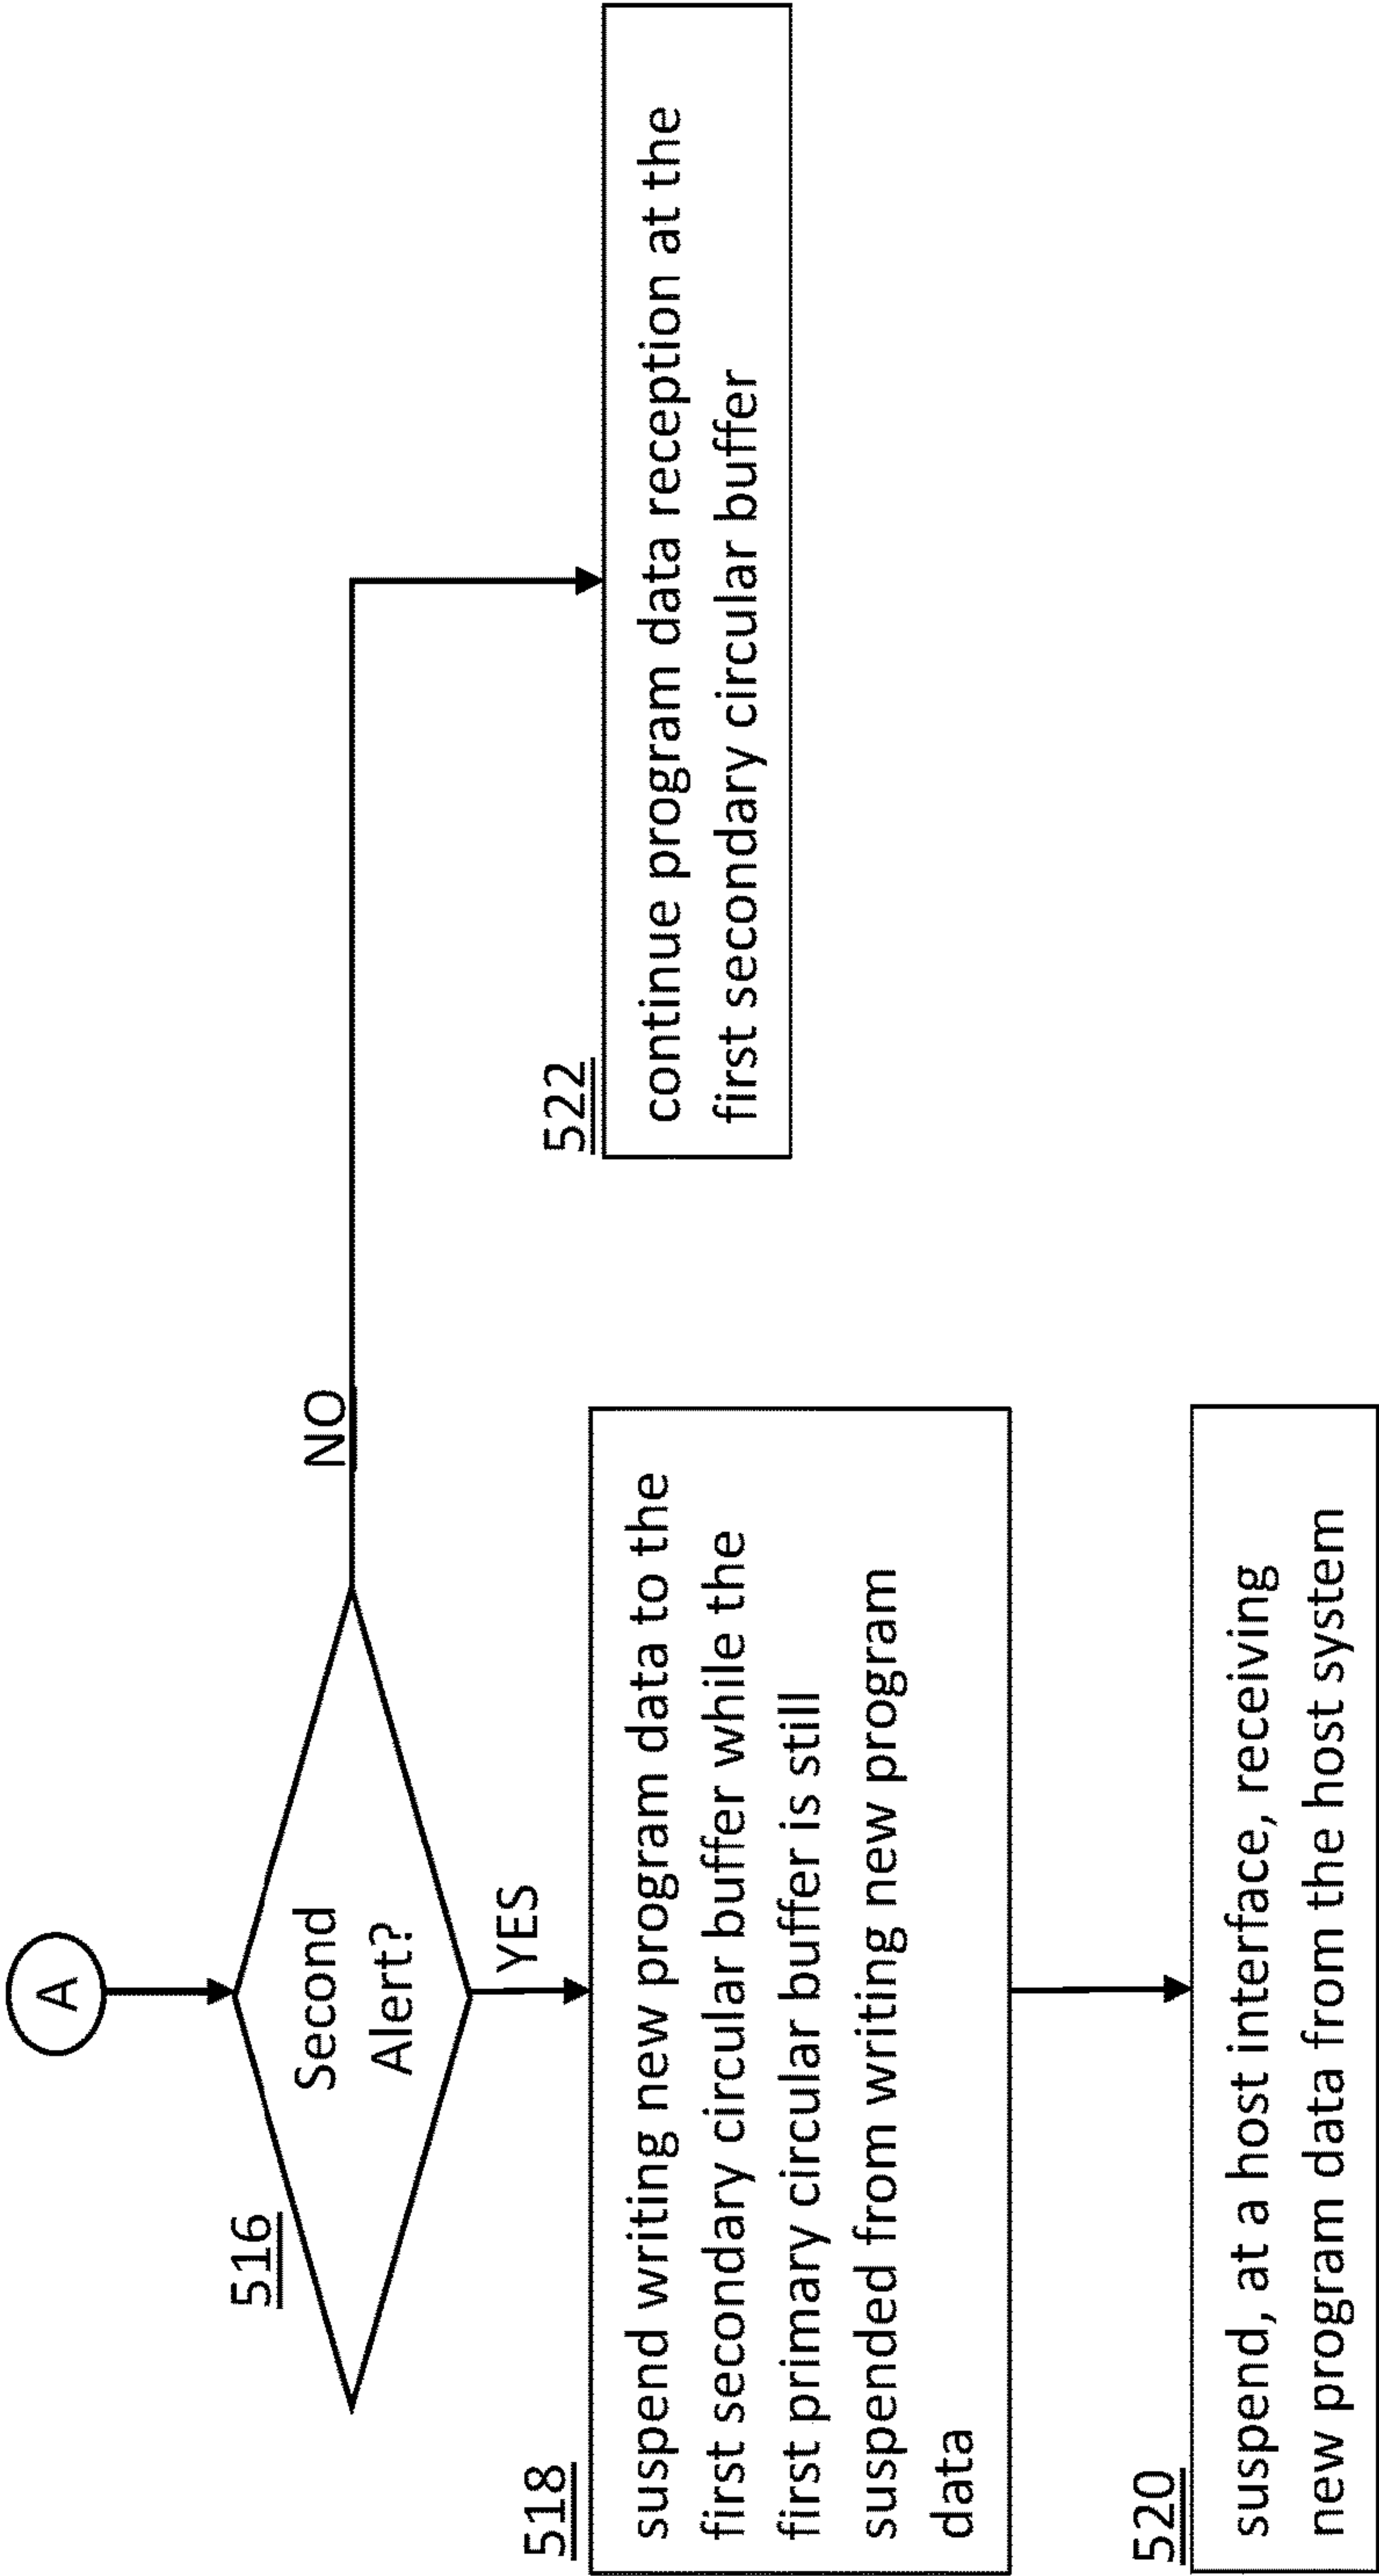 A
516
Second
Alert?
NO
YES
518
suspend writing new program data to the
first secondary circular buffer while the
first primary circular buffer is still
suspended from writing new program
data
522
continue program data reception at the
first secondary circular buffer
520
suspend, at a host interface, receiving
new program data from the host system